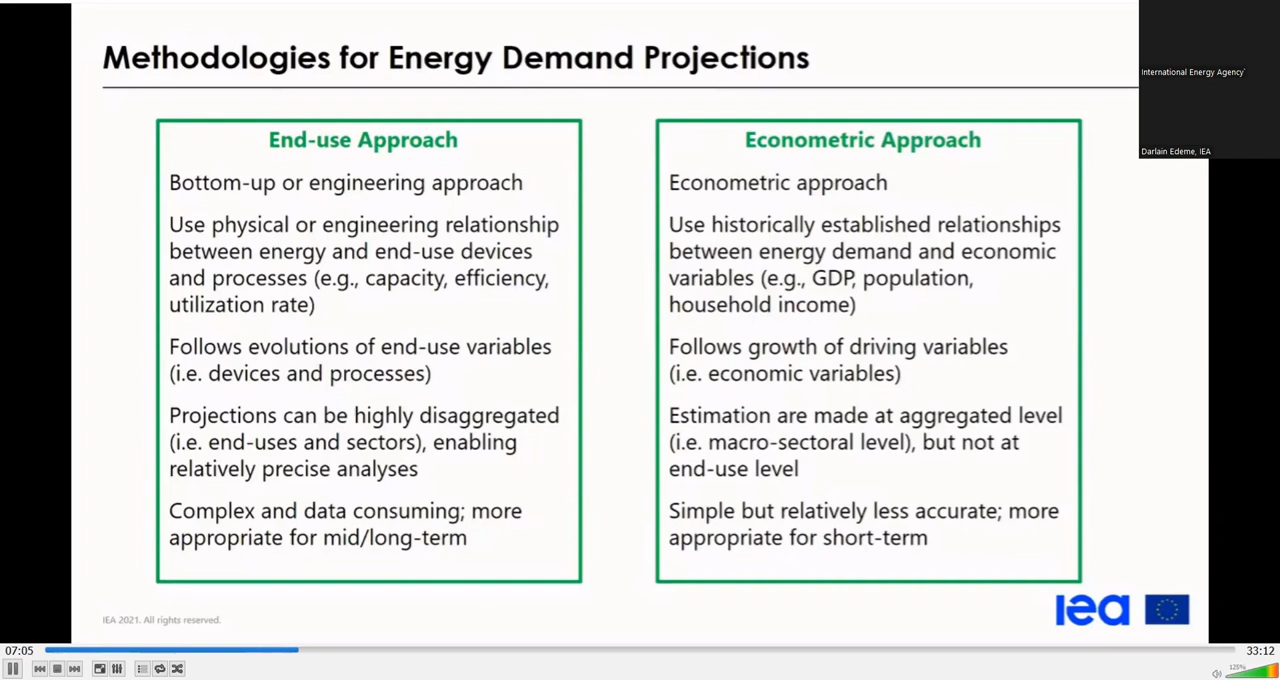 Methodologies for Energy Demand Projections
International Energy Agency
Darlain Edeme, IEA
End-use Approach
Bottom-up or engineering approach
Use physical or engineering relationship
between energy and end-use devices
and processes (e.g., capacity, efficiency,
utilization rate)
Follows evolutions of end-use variables
(i.e. devices and processes)
Projections can be highly disaggregated
(i.e. end-uses and sectors), enabling
relatively precise analyses
Complex and data consuming; more
appropriate for mid/long-term
Econometric Approach
Econometric approach
Use historically established relationships
between energy demand and economic
variables (e.g., GDP, population,
household income)
Follows growth of driving variables
(i.e. economic variables)
Estimation are made at aggregated level
(i.e. macro-sectoral level), but not at
end-use level
Simple but relatively less accurate; more
appropriate for short-term
IEA 2021. All rights reserved.
iea
07:05
33:12
125%